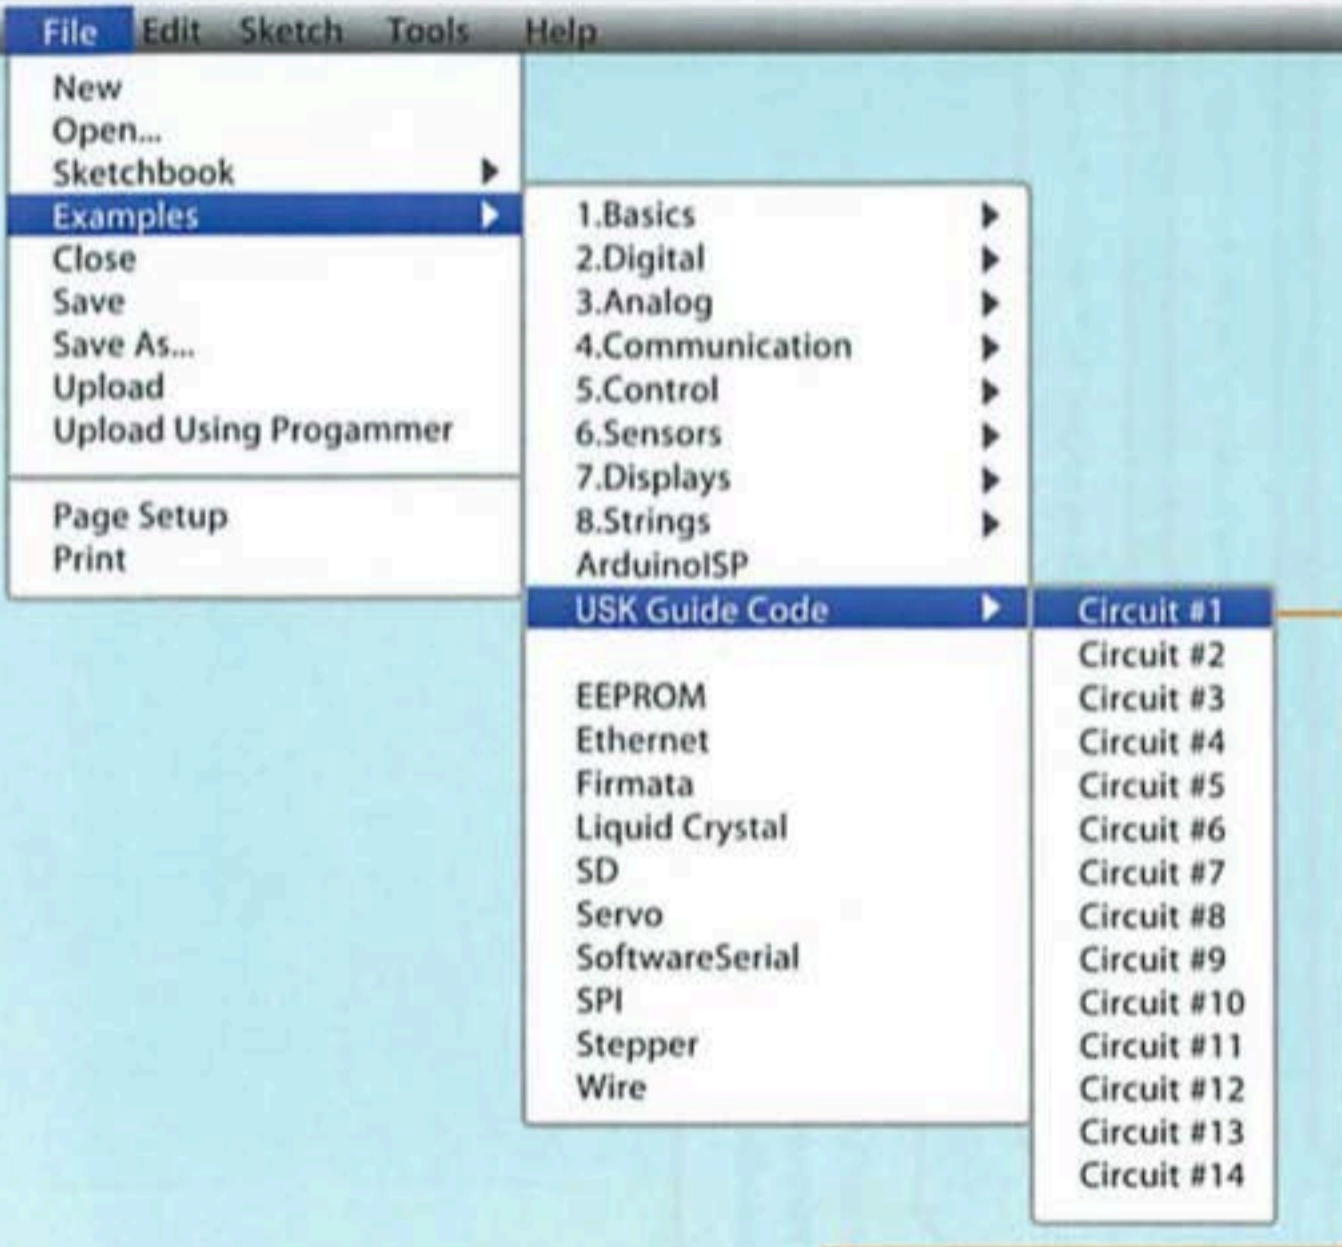 File Edit Sketch Tools Help
New
Open...
Sketchbook
Examples
Close
Save
Save As...
Upload
Upload Using Progammer
Page Setup
Print
1.Basics
2.Digital
3.Analog
4.Communication
5.Control
6.Sensors
7.Displays
8.Strings
ArduinoISP
USK Guide Code
EEPROM
Ethernet
Firmata
Liquid Crystal
SD
Servo
SoftwareSerial
SPI
Stepper
Wire
Circuit #1
Circuit #2
Circuit #3
Circuit #4
Circuit #5
Circuit #6
Circuit #7
Circuit #8
Circuit #9
Circuit #10
Circuit #11
Circuit #12
Circuit #13
Circuit #14